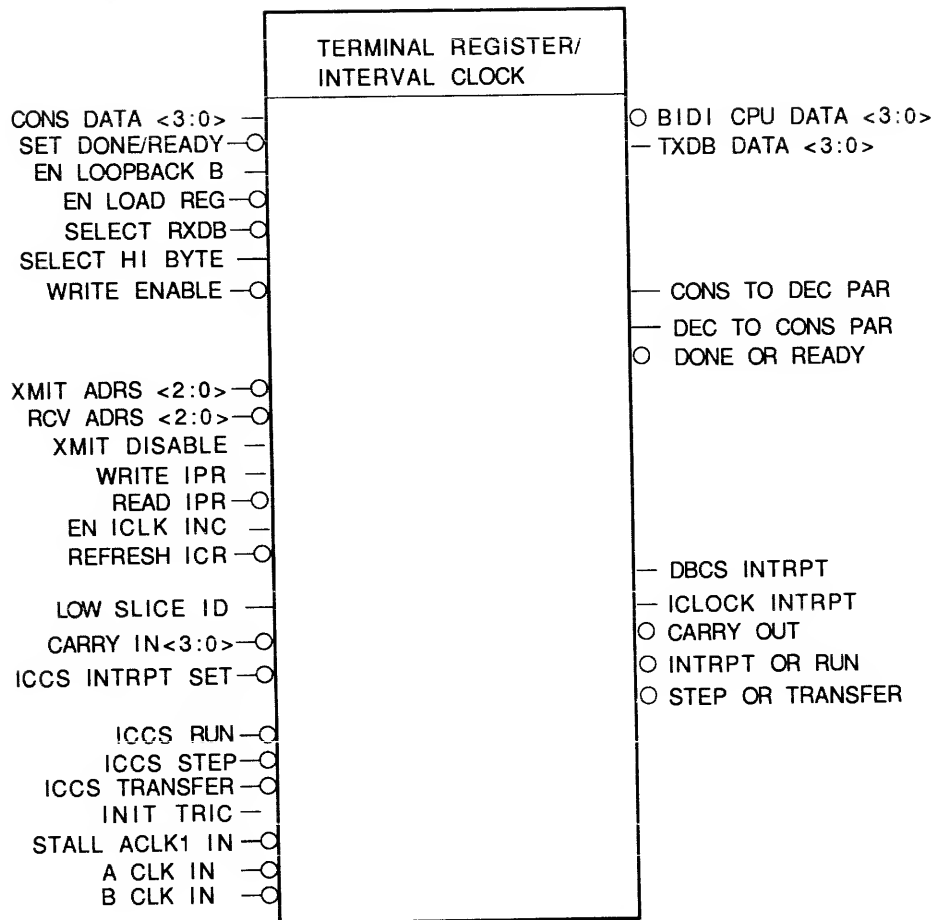 TERMINAL REGISTER/
INTERVAL CLOCK
CONS DATA <3:0>
SET DONE/READY
EN LOOPBACK B
EN LOAD REG
SELECT RXDB
SELECT HI BYTE
WRITE ENABLE
XMIT ADRS <2:0>
RCV ADRS <2:0>
XMIT DISABLE
WRITE IPR
READ IPR
EN ICLK INC
REFRESH ICR
LOW SLICE ID
CARRY IN<3:0>
ICCS INTRPT SET
ICCS RUN
ICCS STEP
ICCS TRANSFER
INIT TRIC
STALL ACLK1 IN
A CLK IN
B CLK IN
BIDI CPU DATA <3:0>
TXDB DATA <3:0>
CONS TO DEC PAR
DEC TO CONS PAR
DONE OR READY
DBCS INTRPT
ICLOCK INTRPT
CARRY OUT
INTRPT OR RUN
STEP OR TRANSFER